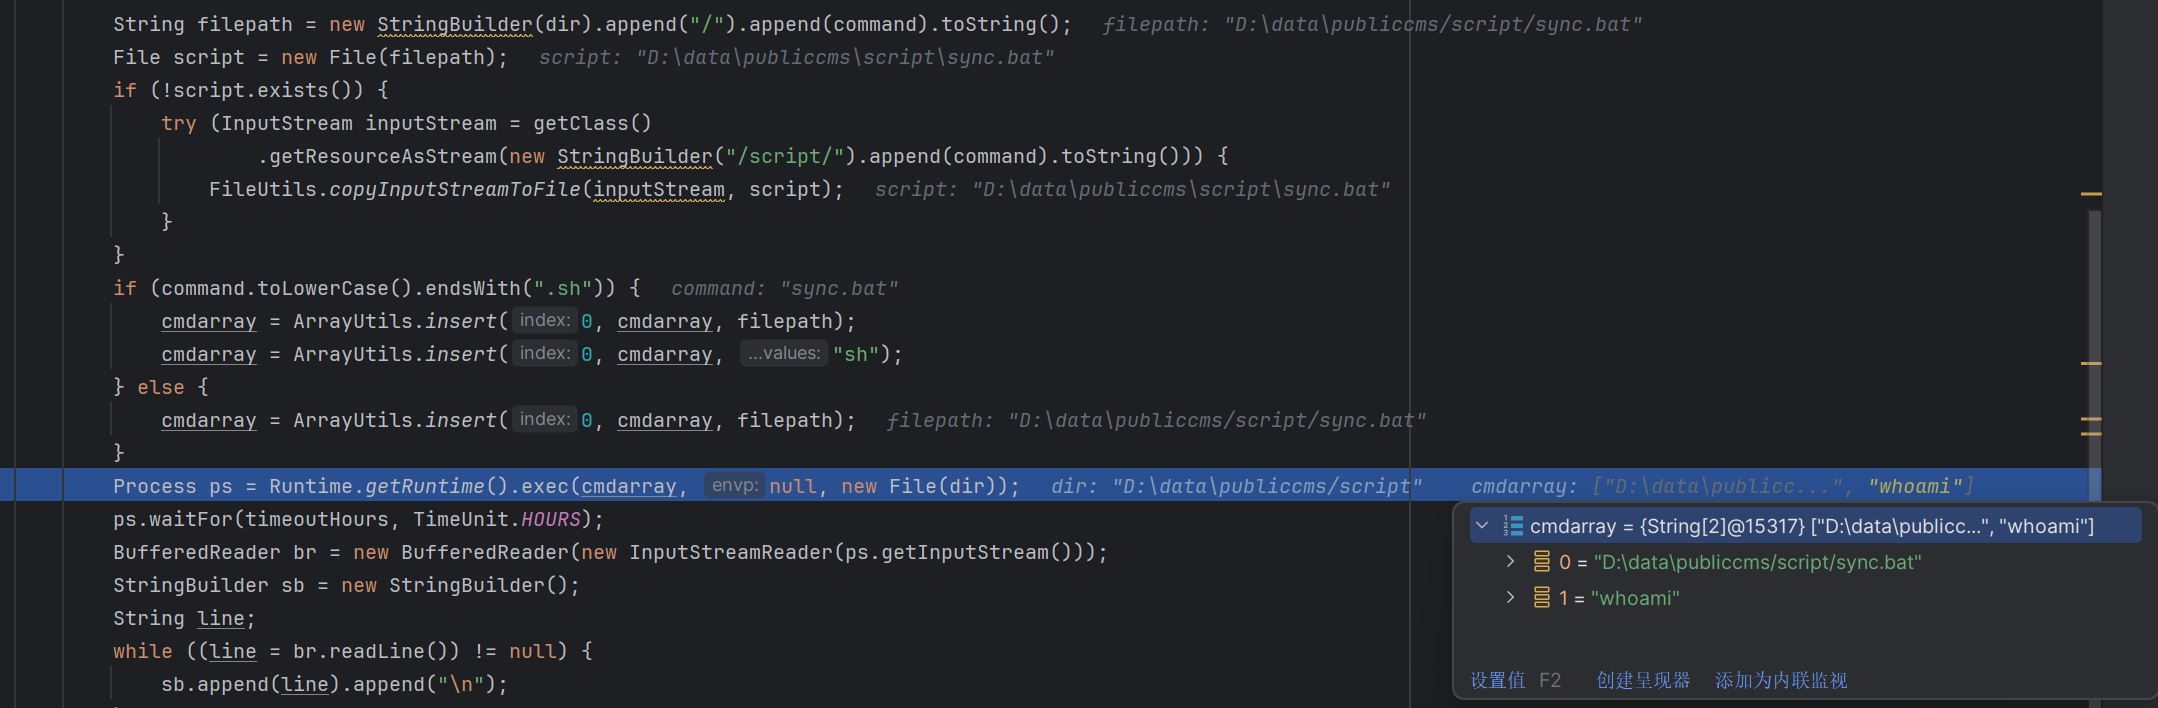 String filepath = new StringBuilder(dir).append("/").append(command).toString();   filepath: "D:\data\publiccms/script/sync.bat"
File script = new File(filepath);   script: "D:\data\publiccms\script\sync.bat"
if (!script.exists()) {
try (InputStream inputStream = getClass()
.getResourceAsStream(new StringBuilder("/script/").append(command).toString())) {
FileUtils.copyInputStreamToFile(inputStream, script);   script: "D:\data\publiccms\script\sync.bat"
}
}
if (command.toLowerCase().endsWith(".sh")) {   command: "sync.bat"
cmdarray = ArrayUtils.insert( index: 0, cmdarray, filepath);
cmdarray = ArrayUtils.insert( index: 0, cmdarray, ...values: "sh");
} else {
cmdarray = ArrayUtils.insert( index: 0, cmdarray, filepath);   filepath: "D:\data\publiccms/script/sync.bat"
}
Process ps = Runtime.getRuntime().exec(cmdarray, envp: null, new File(dir));   dir: "D:\data\publiccms/script"   cmdarray: ["D:\data\publicc...", "whoami"]
ps.waitFor(timeoutHours, TimeUnit.HOURS);
BufferedReader br = new BufferedReader(new InputStreamReader(ps.getInputStream()));
StringBuilder sb = new StringBuilder();
String line;
while ((line = br.readLine()) != null) {
sb.append(line).append("\n");
cmdarray = {String[2]@15317} ["D:\data\publicc...", "whoami"]
0 = "D:\data\publiccms/script/sync.bat"
1 = "whoami"
设置值 F2 创建呈现器 添加为内联监视